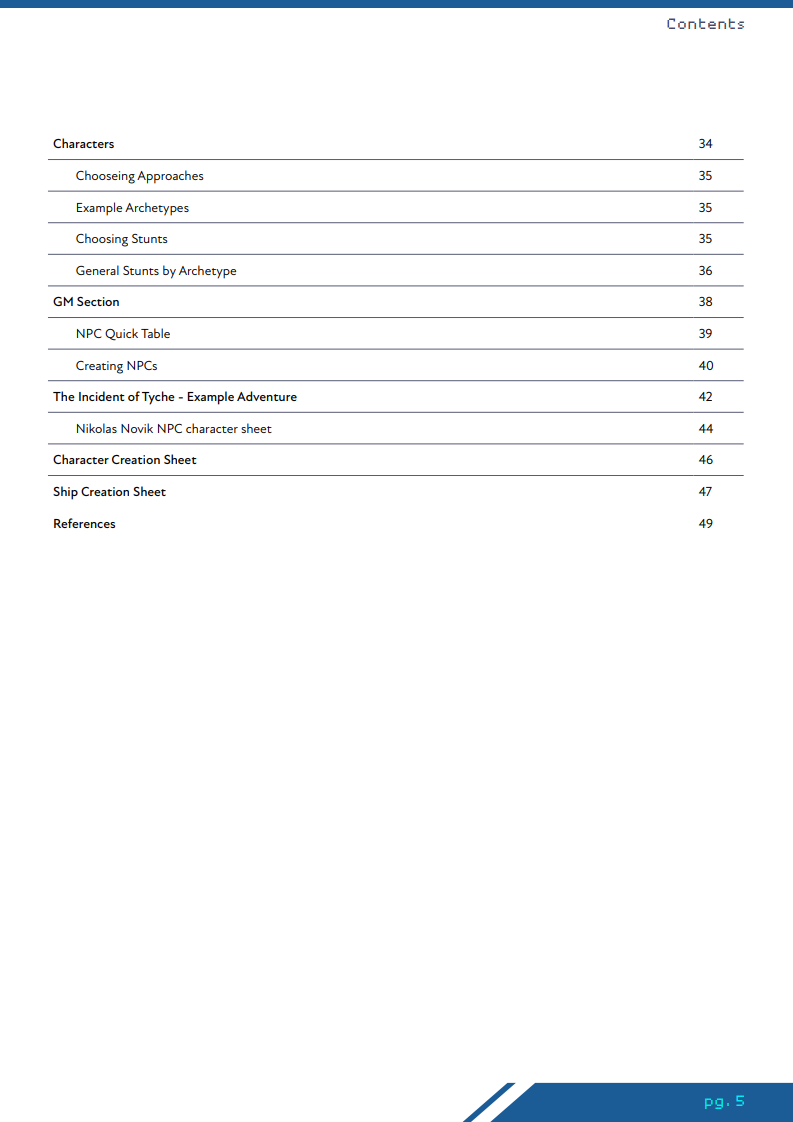 Contents
Characters 34
Chooseing Approaches 35
Example Archetypes 35
Choosing Stunts 35
General Stunts by Archetype 36
GM Section 38
NPC Quick Table 39
Creating NPCs 40
The Incident of Tyche - Example Adventure 42
Nikolas Novik NPC character sheet 44
Character Creation Sheet 46
Ship Creation Sheet 47
References 49
pg.5